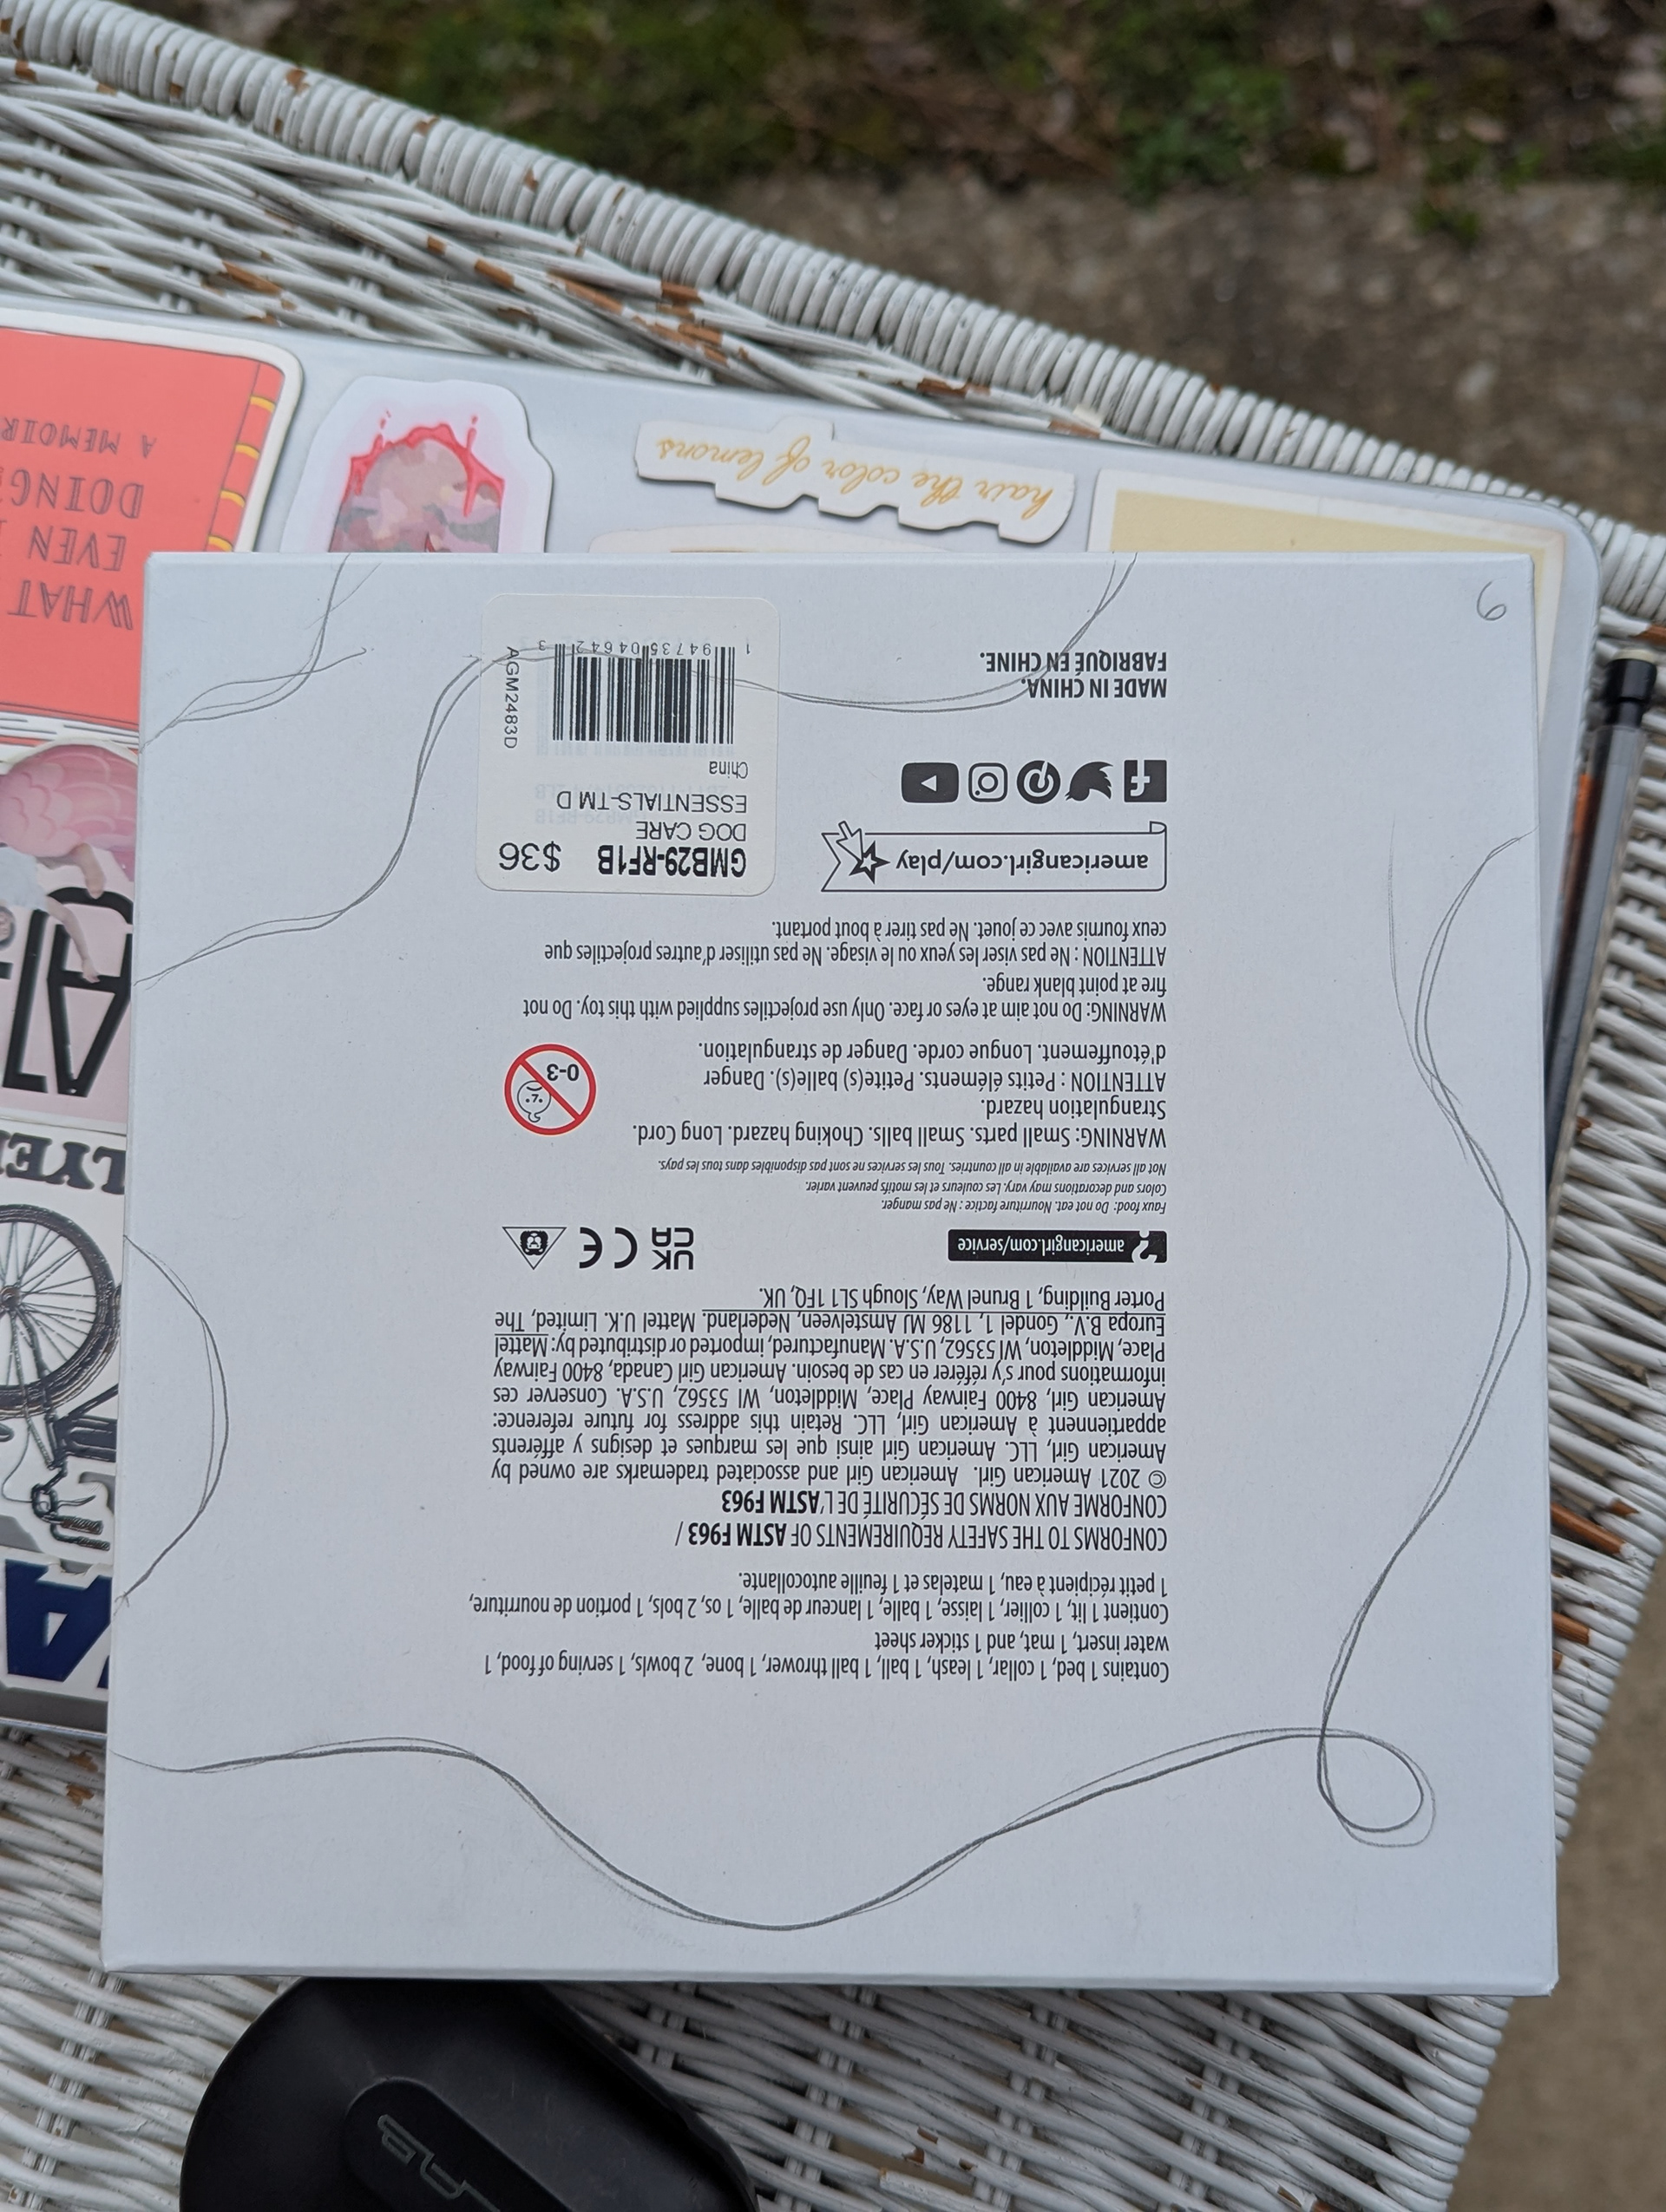 Contains 1 bed, 1 collar, 1 leash, 1 ball, 1 ball thrower, 1 bone, 2 bowls, 1 serving of food, 1
water insert, 1 mat, and 1 sticker sheet
Contient 1 lit, 1 collier, 1 laisse, 1 balle, 1 lanceur de balle, 1 os, 2 bols, 1 portion de nourriture,
1 petit récipient à eau, 1 matelas et 1 feuille autocollante.
CONFORMS TO THE SAFETY REQUIREMENTS OF ASTM F963 /
CONFORME AUX NORMS DE SÉCURITÉ DE L'ASTM F963
© 2021 American Girl. American Girl and associated trademarks are owned by
American Girl, LLC. American Girl ainsi que les marques et designs y afférents
appartiennent à American Girl, LLC. Retain this address for future reference:
American Girl, 8400 Fairway Place, Middleton, WI 53562, U.S.A. Conserver ces
informations pour s'y référer en cas de besoin. American Girl Canada, 8400 Fairway
Place, Middleton, WI 53562, U.S.A. Manufactured, imported or distributed by: Mattel
Europa B.V., Gondel 1, 1186 MJ Amstelveen, Nederland. Mattel U.K. Limited, The
Porter Building, 1 Brunel Way, Slough SL1 1FQ, UK.
americangirl.com/service
UK
CA
CE
Faux food: Do not eat. Nourriture factice : Ne pas manger.
Colors and decorations may vary. Les couleurs et les motifs peuvent varier.
Not all services are available in all countries. Tous les services ne sont pas disponibles dans tous les pays.
WARNING: Small parts. Small balls. Choking hazard. Long Cord.
Strangulation hazard.
ATTENTION : Petits éléments. Petite(s) balle(s). Danger
d'étouffement. Longue corde. Danger de strangulation.
0-3
WARNING: Do not aim at eyes or face. Only use projectiles supplied with this toy. Do not
fire at point blank range.
ATTENTION : Ne pas viser les yeux ou le visage. Ne pas utiliser d'autres projectiles que
ceux fournis avec ce jouet. Ne pas tirer à bout portant.
americangirl.com/play
MADE IN CHINA.
FABRIQUÉ EN CHINE.
GMB29-RF1B $36
DOG CARE
ESSENTIALS-TM D
China
1 94735 04642 3
AGM2483D
6
hair the color of lemons
WHAT
EVEN
DOING?
A MEMOIR